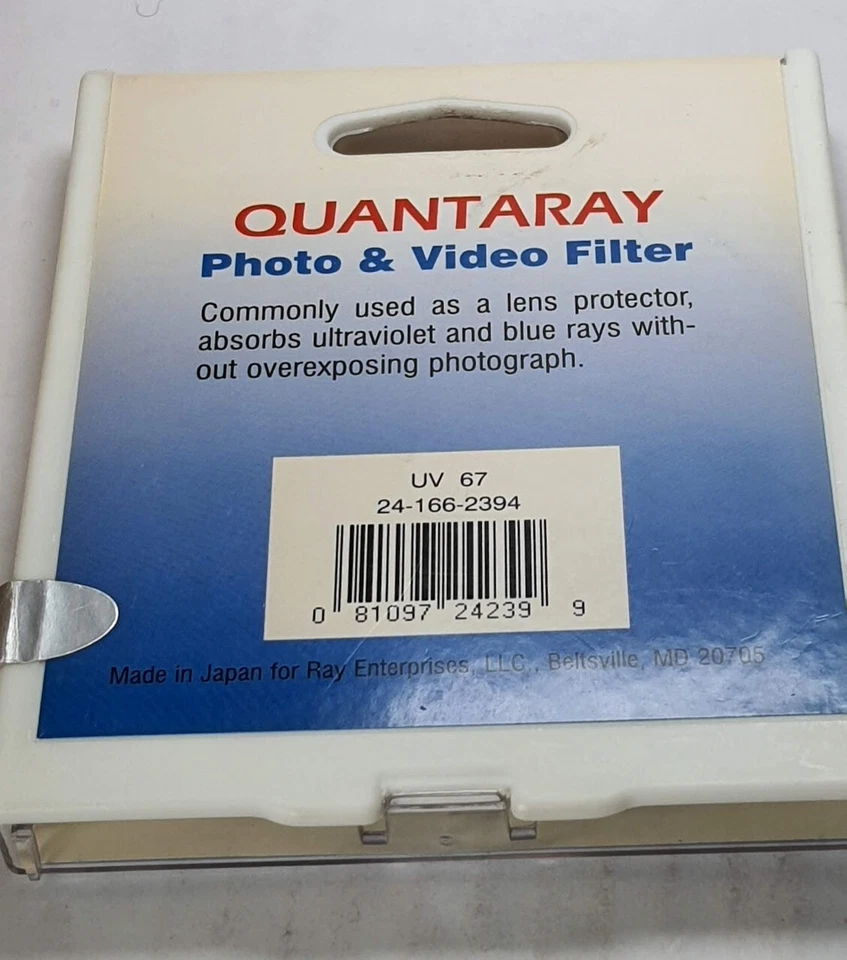 QUANTARAY
Photo & Video Filter
Commonly used as a lens protector,
absorbs ultraviolet and blue rays with-
out overexposing photograph.
UV 67
24-166-2394
0 81097 24239 9
Made in Japan for Ray Enterprises, LLC., Beltsville, MD 20705